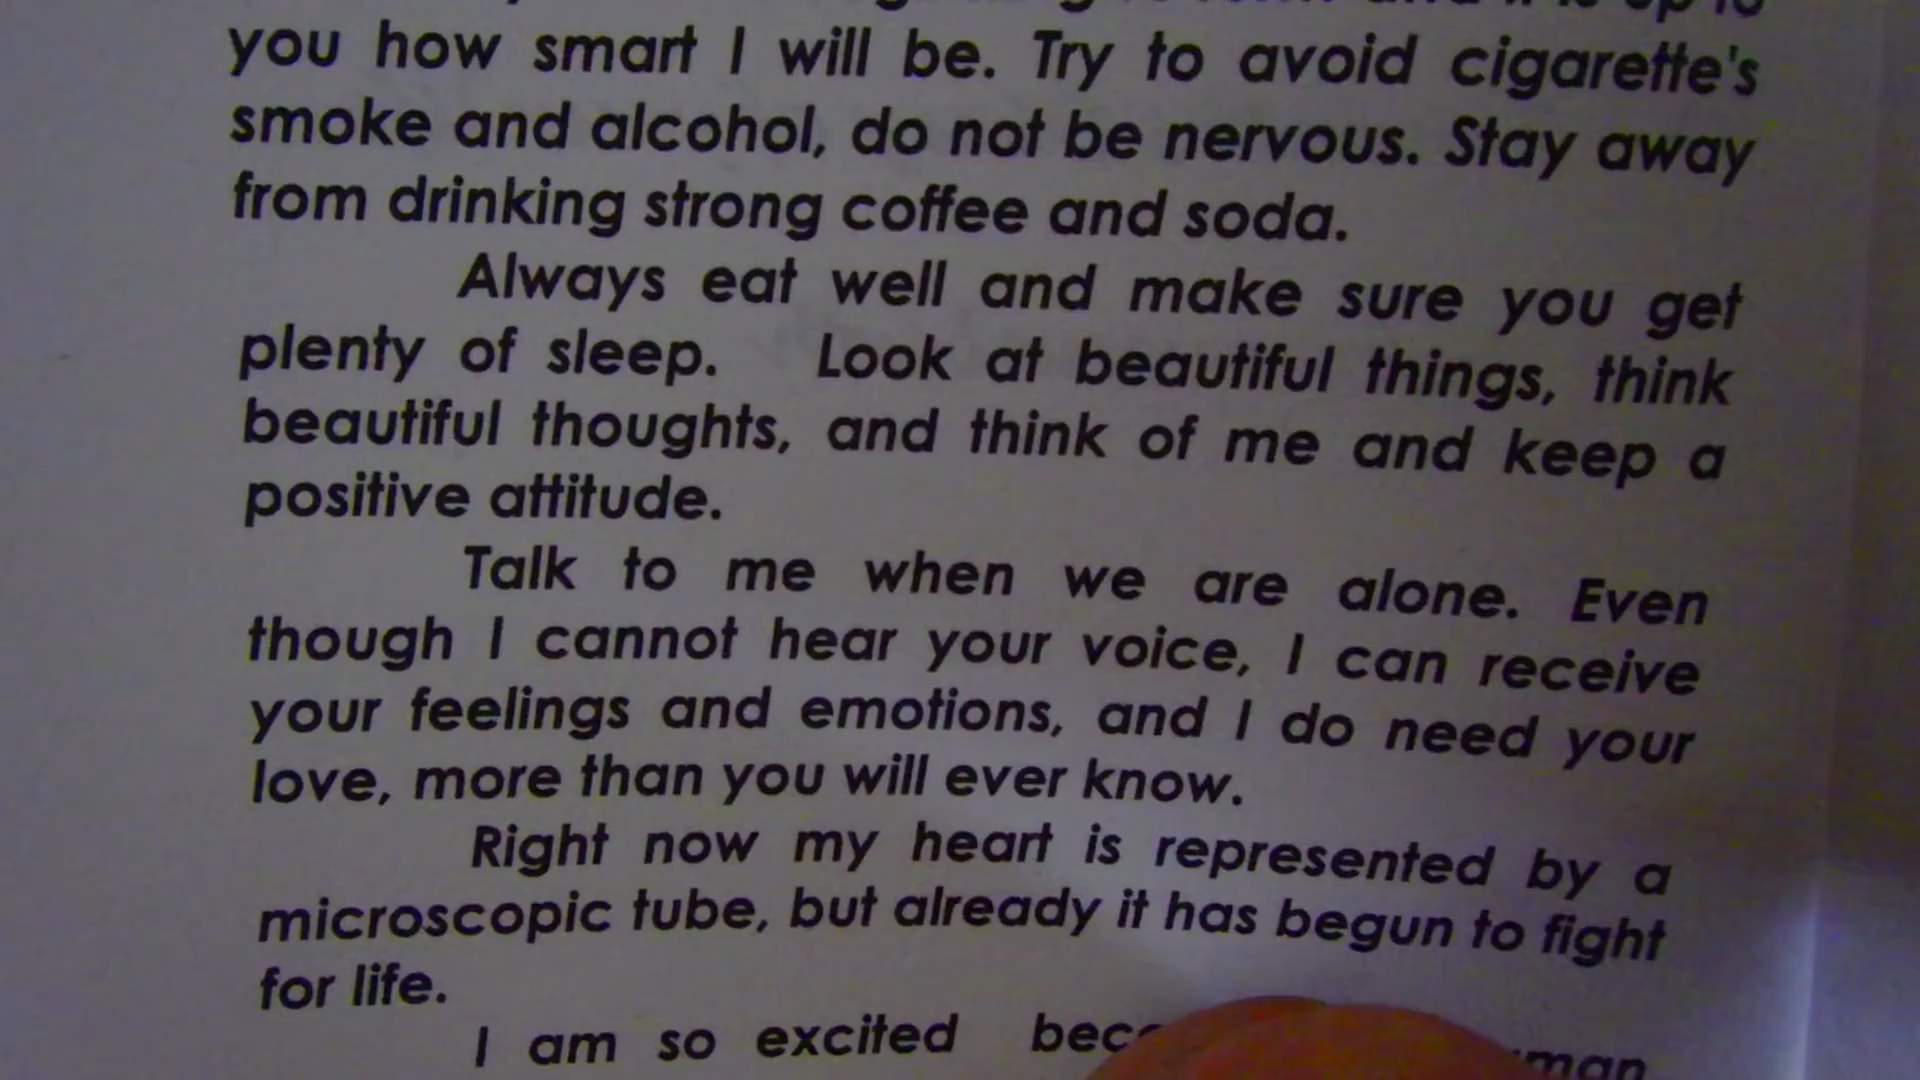 you how smart I will be. Try to avoid cigarette's
smoke and alcohol, do not be nervous. Stay away
from drinking strong coffee and soda.
Always eat well and make sure you get
plenty of sleep. Look at beautiful things, think
beautiful thoughts, and think of me and keep a
positive attitude.
Talk to me when we are alone. Even
though I cannot hear your voice, I can receive
your feelings and emotions, and I do need your
love, more than you will ever know.
Right now my heart is represented by a
microscopic tube, but already it has begun to fight
for life.
I am so excited